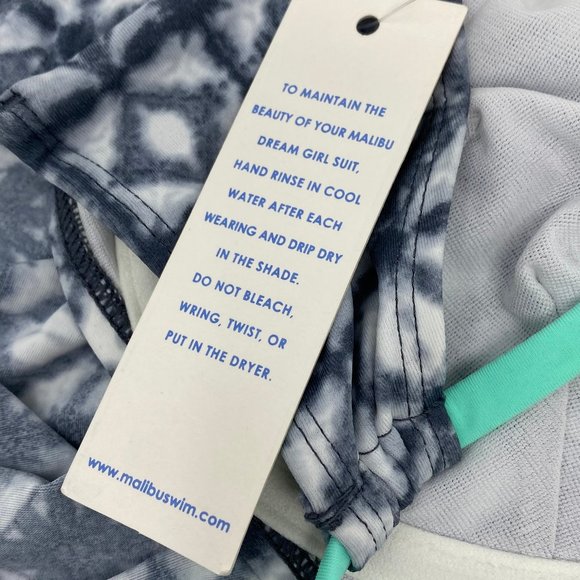 TO MAINTAIN THE
BEAUTY OF YOUR MALIBU
DREAM GIRL SUIT,
HAND RINSE IN COOL
WATER AFTER EACH
WEARING AND DRIP DRY
IN THE SHADE.
DO NOT BLEACH,
WRING, TWIST, OR
PUT IN THE DRYER.
www.malibuswim.com